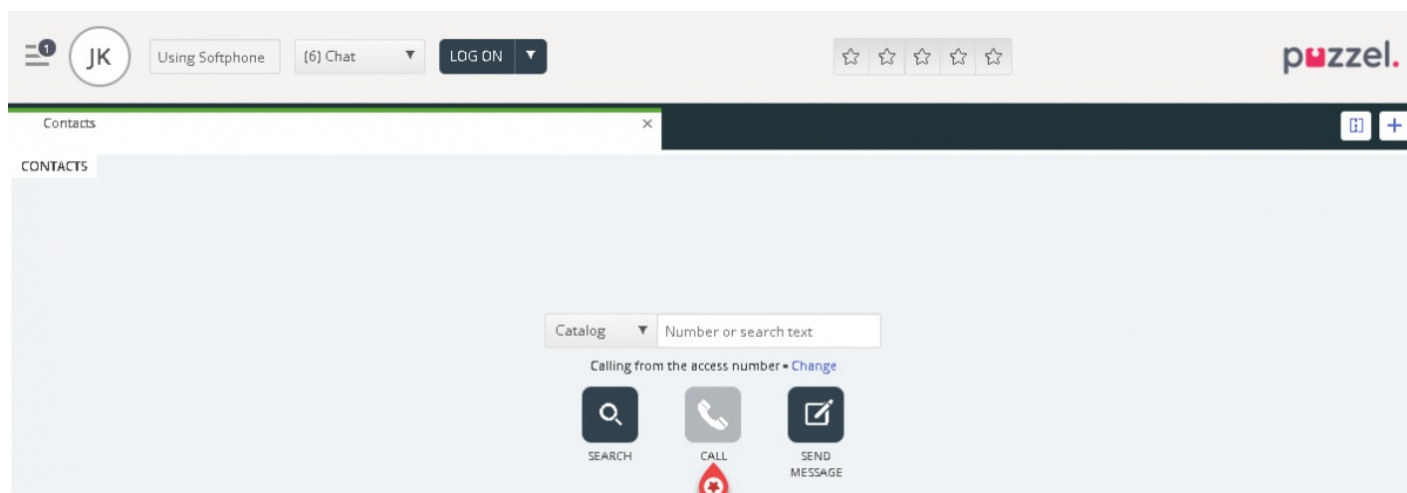 1
JK
Using Softphone
[6] Chat
LOG ON
puzzel.
Contacts
CONTACTS
Catalog
Number or search text
Calling from the access number • Change
SEARCH
CALL
SEND
MESSAGE